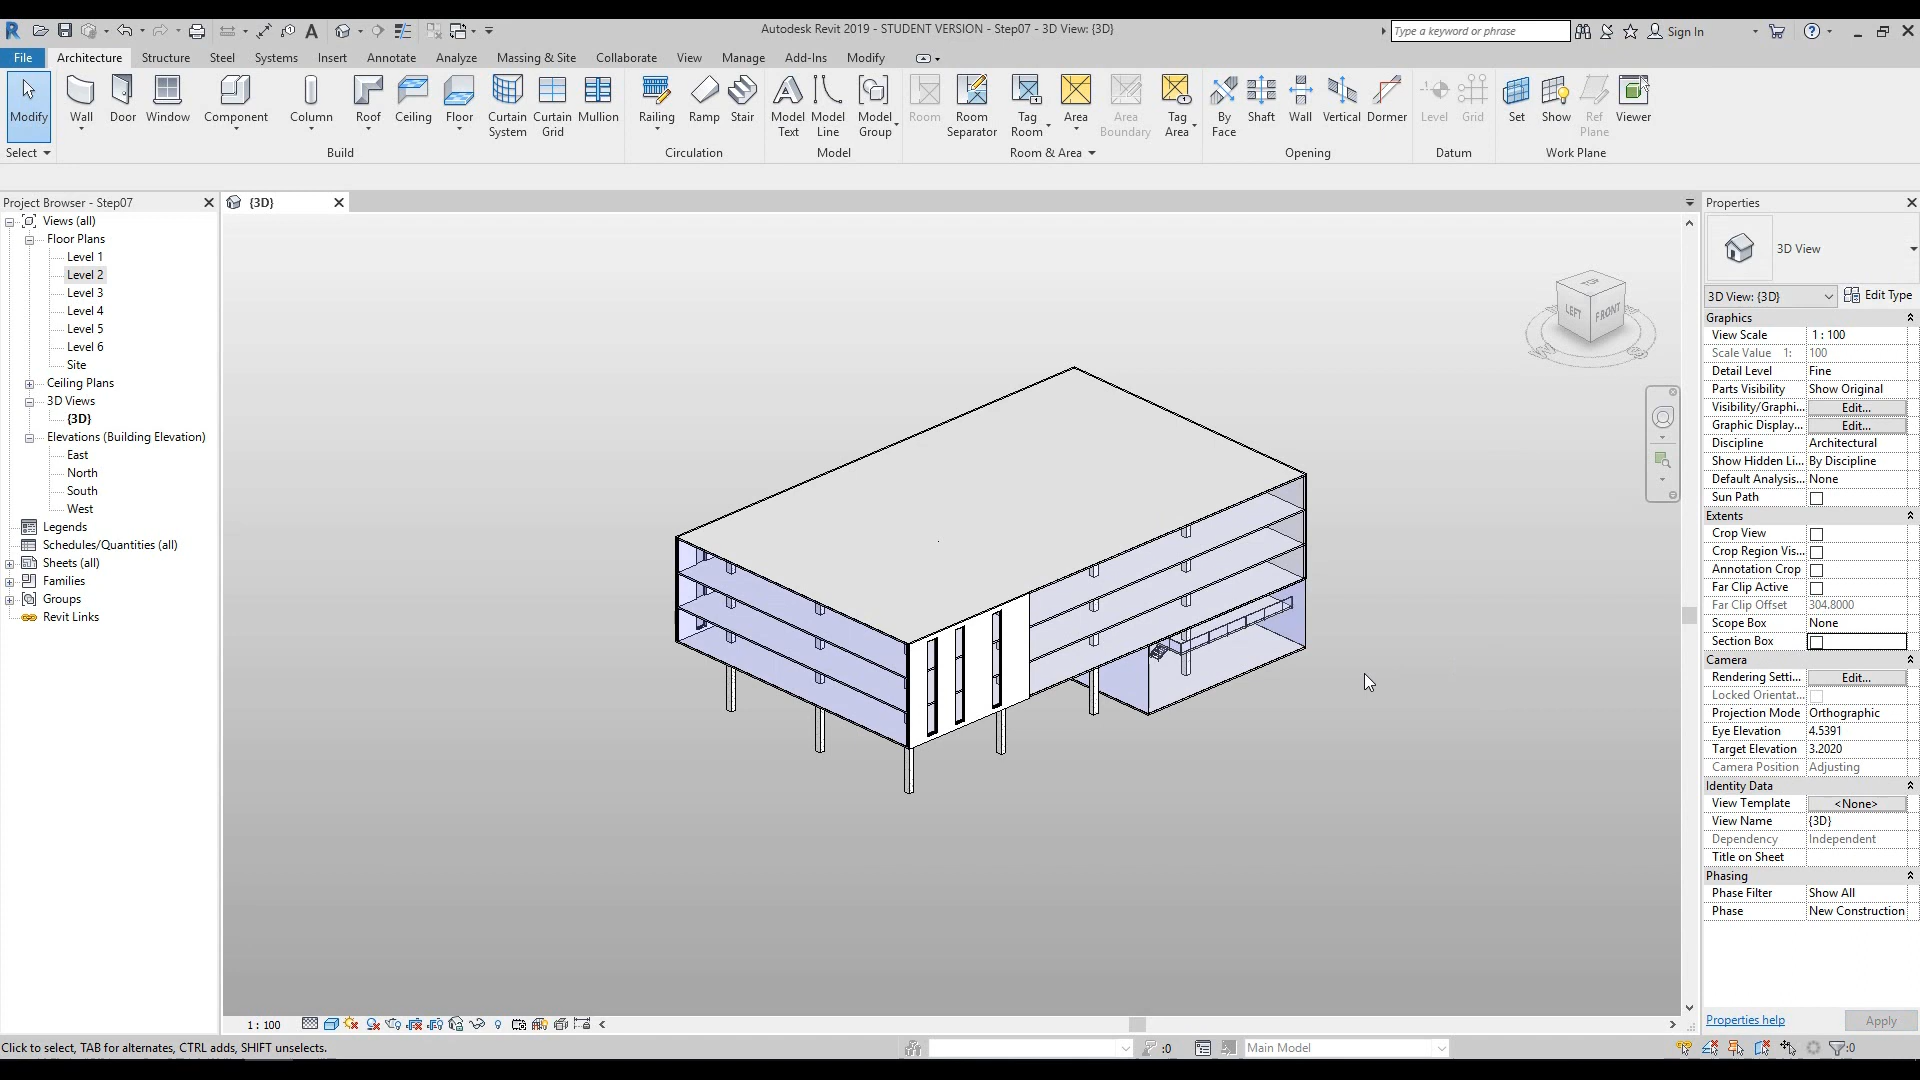 Autodesk Revit 2019 - STUDENT VERSION - Step07 - 3D View: {3D}
Type a keyword or phrase
Sign In
File Architecture Structure Steel Systems Insert Annotate Analyze Massing & Site Collaborate View Manage Add-Ins Modify
Modify Wall Door Window Component Column Roof Ceiling Floor Curtain System Curtain Grid Mullion Railing Ramp Stair Model Text Model Line Model Group Room Room Separator Tag Room Area Area Boundary Tag Area By Face Shaft Wall Vertical Dormer Level Grid Set Show Ref Plane Viewer
Select Build Circulation Model Room & Area Opening Datum Work Plane
Project Browser - Step07
{3D}
Properties
Views (all)
Floor Plans
Level 1
Level 2
Level 3
Level 4
Level 5
Level 6
Site
Ceiling Plans
3D Views
{3D}
Elevations (Building Elevation)
East
North
South
West
Legends
Schedules/Quantities (all)
Sheets (all)
Families
Groups
Revit Links
TOP
LEFT
FRONT
3D View
3D View: {3D}
Edit Type
Graphics
View Scale 1 : 100
Scale Value 1: 100
Detail Level Fine
Parts Visibility Show Original
Visibility/Graphi... Edit...
Graphic Display... Edit...
Discipline Architectural
Show Hidden Li... By Discipline
Default Analysis... None
Sun Path
Extents
Crop View
Crop Region Vis...
Annotation Crop
Far Clip Active
Far Clip Offset 304.8000
Scope Box None
Section Box
Camera
Rendering Setti... Edit...
Locked Orientat...
Projection Mode Orthographic
Eye Elevation 4.5391
Target Elevation 3.2020
Camera Position Adjusting
Identity Data
View Template <None>
View Name {3D}
Dependency Independent
Title on Sheet
Phasing
Phase Filter Show All
Phase New Construction
Properties help
Apply
1 : 100
Click to select, TAB for alternates, CTRL adds, SHIFT unselects.
:0
Main Model
:0